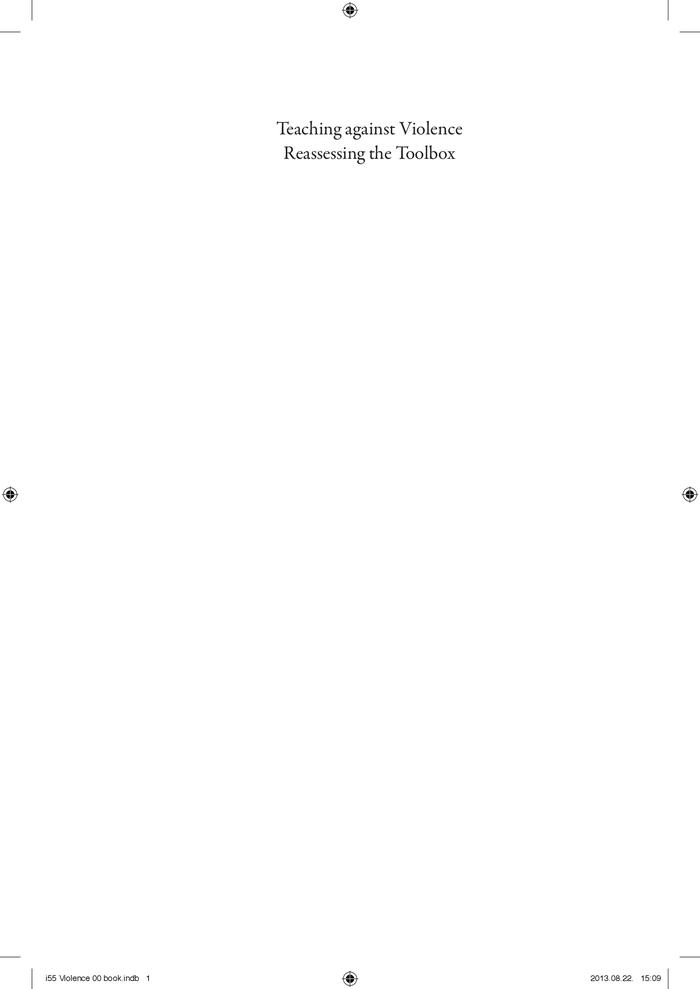 Teaching against Violence
Reassessing the Toolbox
i55 Violence 00 book.indb 1
2013.08.22. 15:09